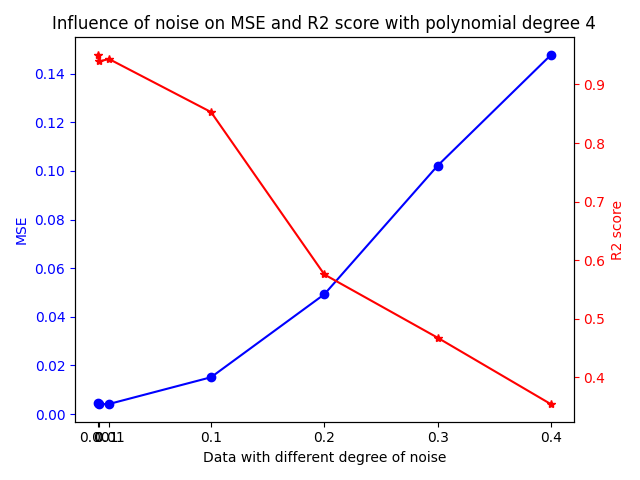 Influence of noise on MSE and R2 score with polynomial degree 4
0.14
0.12
0.10
0.08
0.06
0.04
0.02
0.00
MSE
0.9
0.8
0.7
0.6
0.5
0.4
R2 score
0.1 0.2 0.3 0.4
Data with different degree of noise